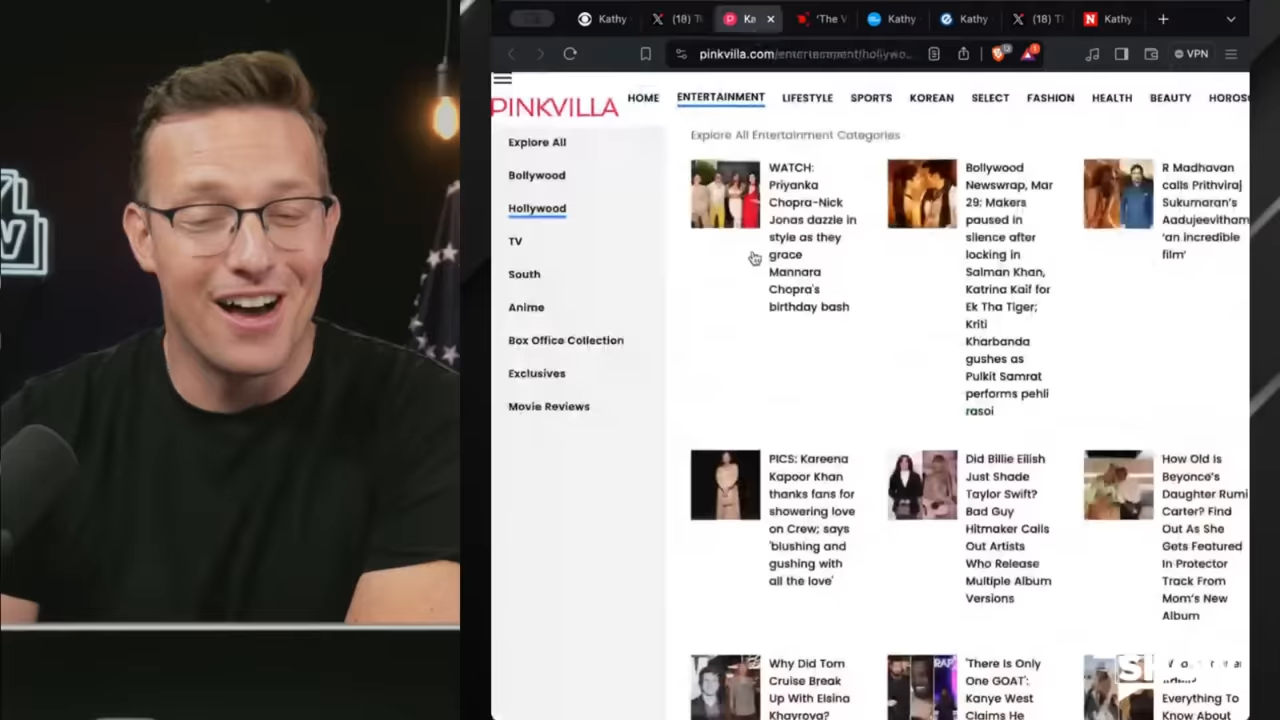 Kathy
(18) T
Ka
'The V
Kathy
Kathy
(18) T
Kathy
pinkvilla.com/entertainment/hollywo...
VPN
PINKVILLA
HOME
ENTERTAINMENT
LIFESTYLE
SPORTS
KOREAN
SELECT
FASHION
HEALTH
BEAUTY
HOROSC
Explore All
Bollywood
Hollywood
TV
South
Anime
Box Office Collection
Exclusives
Movie Reviews
Explore All Entertainment Categories
WATCH:
Priyanka
Chopra-Nick
Jonas dazzle in
style as they
grace
Mannara
Chopra's
birthday bash
Bollywood
Newswrap, Mar
29: Makers
paused in
silence after
locking in
Salman Khan,
Katrina Kaif for
Ek Tha Tiger;
Kriti
Kharbanda
gushes as
Pulkit Samrat
performs pehli
rasoi
R Madhavan
calls Prithviraj
Sukumaran's
Aadujeevitham
'an incredible
film'
PICS: Kareena
Kapoor Khan
thanks fans for
showering love
on Crew; says
'blushing and
gushing with
all the love'
Did Billie Eilish
Just Shade
Taylor Swift?
Bad Guy
Hitmaker Calls
Out Artists
Who Release
Multiple Album
Versions
How Old Is
Beyonce's
Daughter Rumi
Carter? Find
Out As She
Gets Featured
In Protector
Track From
Mom's New
Album
Why Did Tom
Cruise Break
Up With Elsina
Khayrova?
'There Is Only
One GOAT':
Kanye West
Claims He
Everything To
Know About